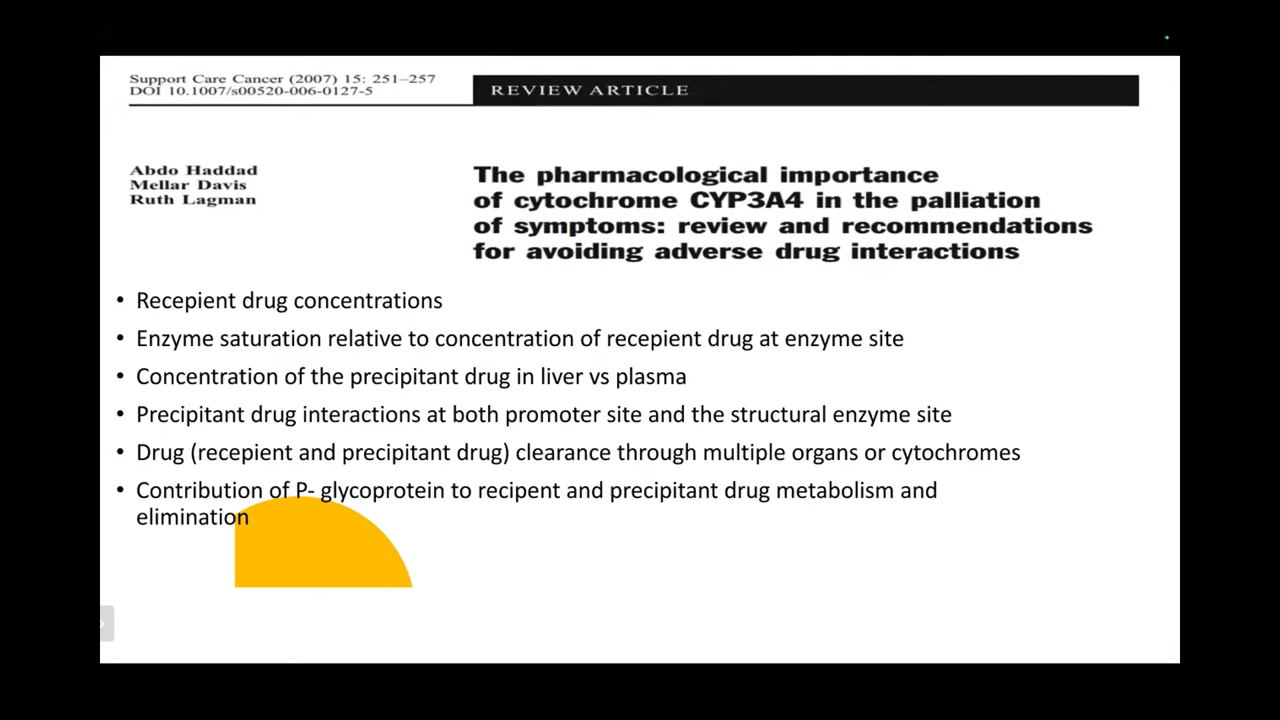 Support Care Cancer (2007) 15: 251–257
DOI 10.1007/s00520-006-0127-5
REVIEW ARTICLE
Abdo Haddad
Mellar Davis
Ruth Lagman
The pharmacological importance
of cytochrome CYP3A4 in the palliation
of symptoms: review and recommendations
for avoiding adverse drug interactions
• Recepient drug concentrations
• Enzyme saturation relative to concentration of recepient drug at enzyme site
• Concentration of the precipitant drug in liver vs plasma
• Precipitant drug interactions at both promoter site and the structural enzyme site
• Drug (recepient and precipitant drug) clearance through multiple organs or cytochromes
• Contribution of P- glycoprotein to recipent and precipitant drug metabolism and
elimination